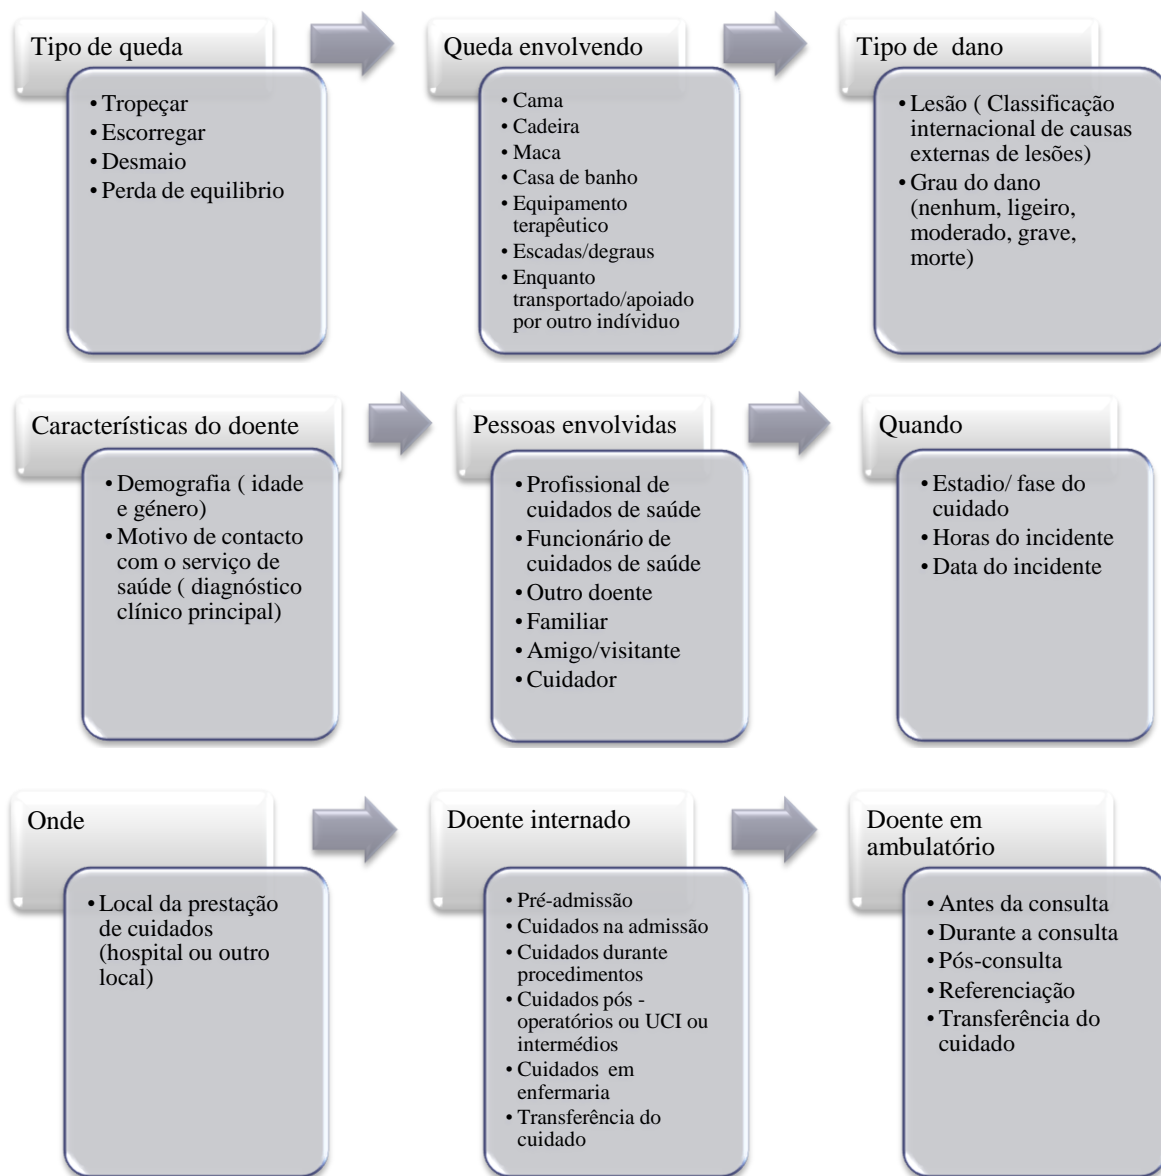 Tipo de queda
• Tropeçar
• Escorregar
• Desmaio
• Perda de equilibrio
Queda envolvendo
• Cama
• Cadeira
• Maca
• Casa de banho
• Equipamento
terapêutico
• Escadas/degraus
• Enquanto
transportado/apoiado
por outro indíviduo
Tipo de dano
• Lesão ( Classificação
internacional de causas
externas de lesões)
• Grau do dano
(nenhum, ligeiro,
moderado, grave,
morte)
Características do doente
• Demografia ( idade
e género)
• Motivo de contacto
com o serviço de
saúde ( diagnóstico
clínico principal)
Pessoas envolvidas
• Profissional de
cuidados de saúde
• Funcionário de
cuidados de saúde
• Outro doente
• Familiar
• Amigo/visitante
• Cuidador
Quando
• Estadio/ fase do
cuidado
• Horas do incidente
• Data do incidente
Onde
• Local da prestação
de cuidados
(hospital ou outro
local)
Doente internado
• Pré-admissão
• Cuidados na admissão
• Cuidados durante
procedimentos
• Cuidados pós -
operatórios ou UCI ou
intermédios
• Cuidados em
enfermaria
• Transferência do
cuidado
Doente em
ambulatório
• Antes da consulta
• Durante a consulta
• Pós-consulta
• Referenciação
• Transferência do
cuidado